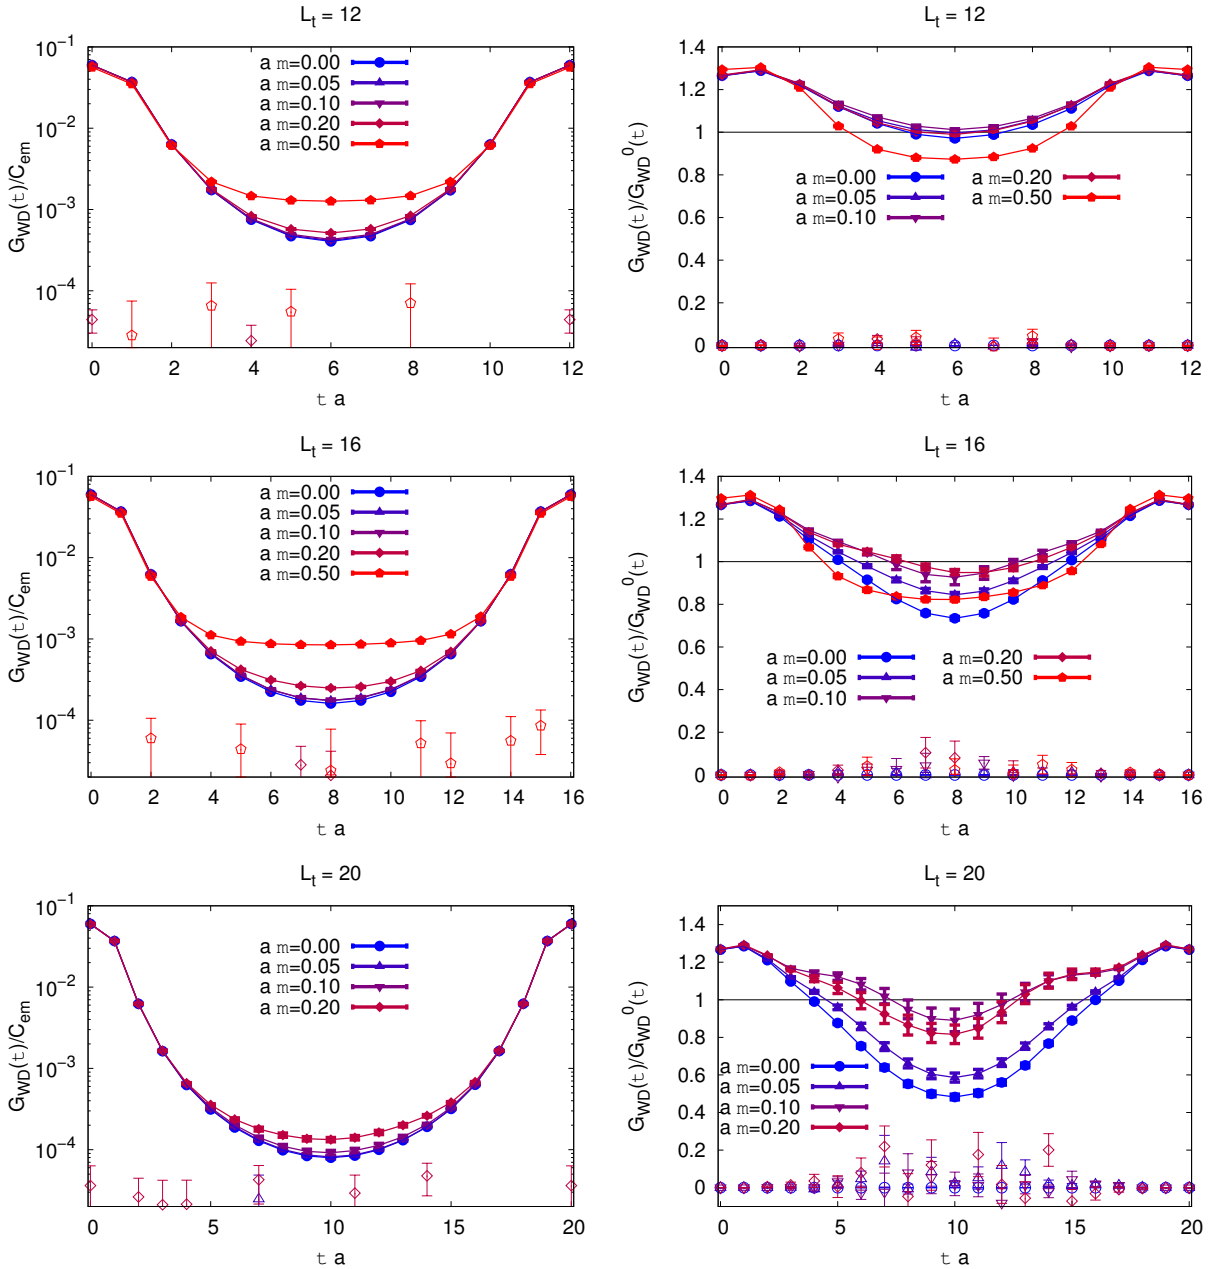 L_t = 12
10^-1
10^-2
10^-3
10^-4
G_WD(τ)/C_em
a m=0.00
a m=0.05
a m=0.10
a m=0.20
a m=0.50
0 2 4 6 8 10 12
τ a
L_t = 12
1.4
1.2
1
0.8
0.6
0.4
0.2
0
G_WD(τ)/G_WD^0(τ)
a m=0.00 a m=0.20
a m=0.05 a m=0.50
a m=0.10
0 2 4 6 8 10 12
τ a
L_t = 16
10^-1
10^-2
10^-3
10^-4
G_WD(τ)/C_em
a m=0.00
a m=0.05
a m=0.10
a m=0.20
a m=0.50
0 2 4 6 8 10 12 14 16
τ a
L_t = 16
1.4
1.2
1
0.8
0.6
0.4
0.2
0
G_WD(τ)/G_WD^0(τ)
a m=0.00 a m=0.20
a m=0.05 a m=0.50
a m=0.10
0 2 4 6 8 10 12 14 16
τ a
L_t = 20
10^-1
10^-2
10^-3
10^-4
G_WD(τ)/C_em
a m=0.00
a m=0.05
a m=0.10
a m=0.20
0 5 10 15 20
τ a
L_t = 20
1.4
1.2
1
0.8
0.6
0.4
0.2
0
G_WD(τ)/G_WD^0(τ)
a m=0.00
a m=0.05
a m=0.10
a m=0.20
0 5 10 15 20
τ a